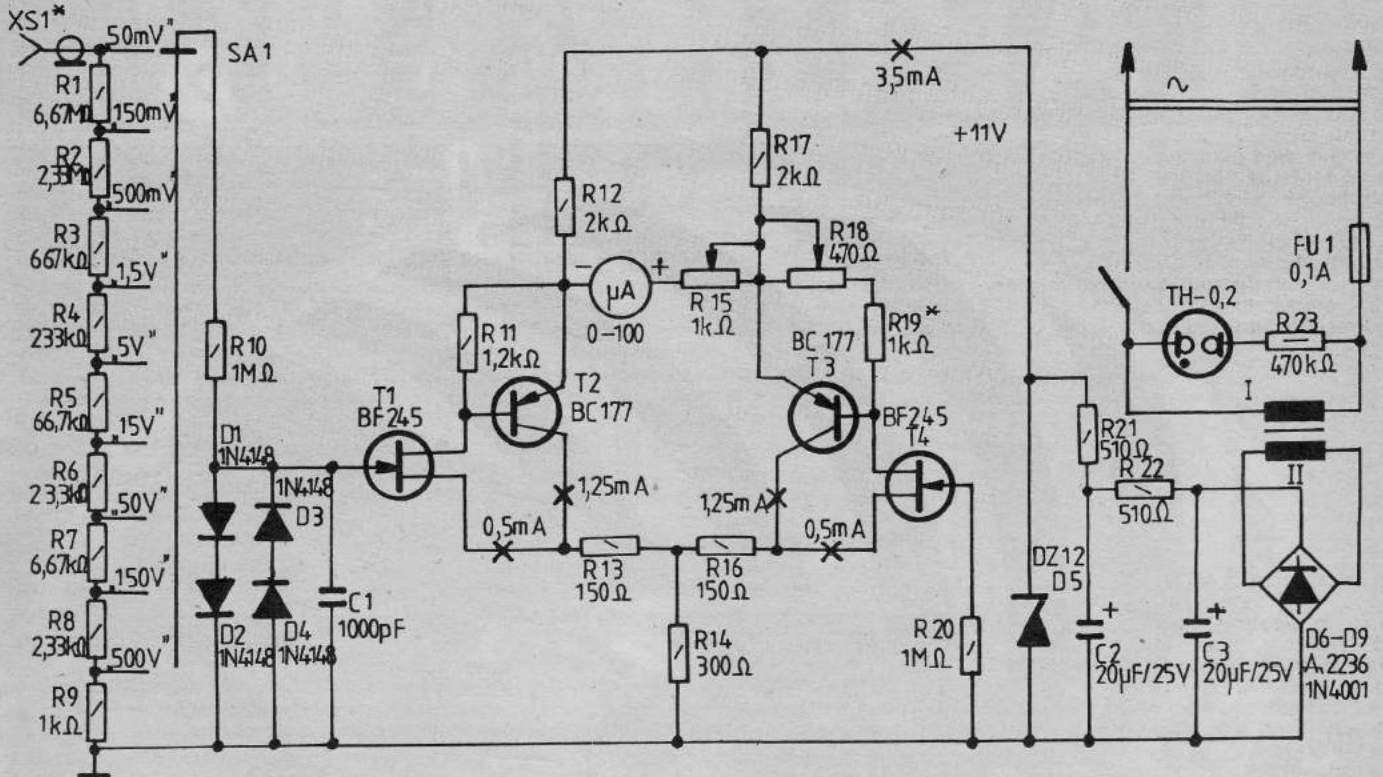 XS1*
„50mV"
SA1
R1
6,67MΩ
„150mV"
R2
2,33MΩ
„500mV"
R3
667kΩ
„1,5V"
R4
233kΩ
„5V"
R5
66,7kΩ
„15V"
R6
23,3kΩ
„50V"
R7
6,67kΩ
„150V"
R8
2,33kΩ
„500V"
R9
1kΩ
R10
1MΩ
D1
1N4148
D2
1N4148
1N4148
D3
D4
1N4148
C1
1000pF
T1
BF245
R11
1,2kΩ
R12
2kΩ
T2
BC177
−
μA
+
0-100
R15
1kΩ
R17
2kΩ
R18
470Ω
R19*
1kΩ
BC 177
T3
BF245
T4
3,5mA
+11V
0,5mA
1,25mA
1,25mA
0,5mA
R13
150Ω
R16
150Ω
R14
300Ω
R20
1MΩ
DZ12
D5
R21
510Ω
R22
510Ω
+
C2
20μF/25V
+
C3
20μF/25V
D6-D9
1N4001
~
FU1
0,1A
TH-0,2
R23
470kΩ
I
II